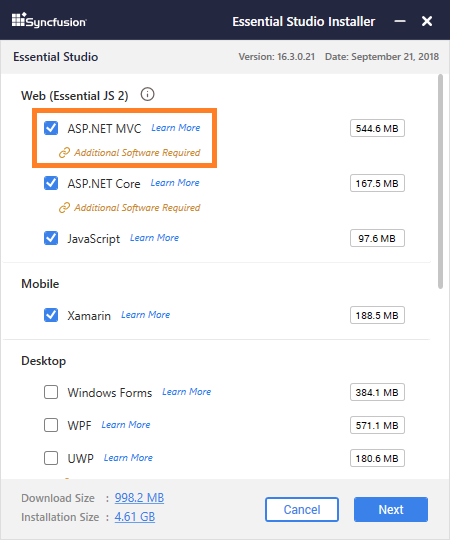 Syncfusion Essential Studio Installer
Essential Studio Version: 16.3.0.21 Date: September 21, 2018
Web (Essential JS 2)
ASP.NET MVC Learn More 544.6 MB
Additional Software Required
ASP.NET Core Learn More 167.5 MB
Additional Software Required
JavaScript Learn More 97.6 MB
Mobile
Xamarin Learn More 188.5 MB
Desktop
Windows Forms Learn More 384.1 MB
WPF Learn More 571.1 MB
UWP Learn More 180.6 MB
Download Size : 998.2 MB
Installation Size : 4.61 GB
Cancel Next